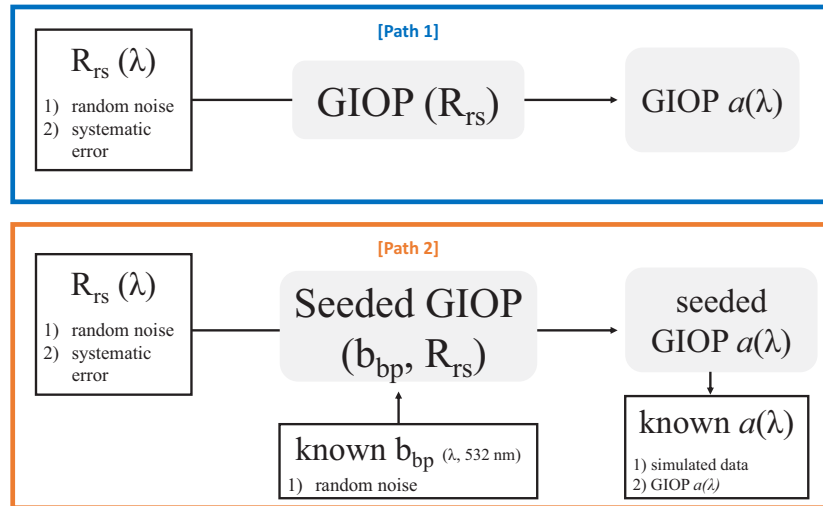 [Path 1]
Rrs (λ)
1) random noise
2) systematic
error
GIOP (Rrs)
GIOP a(λ)
[Path 2]
Rrs (λ)
1) random noise
2) systematic
error
Seeded GIOP
(bbp, Rrs)
seeded
GIOP a(λ)
known bbp (λ, 532 nm)
1) random noise
known a(λ)
1) simulated data
2) GIOP a(λ)